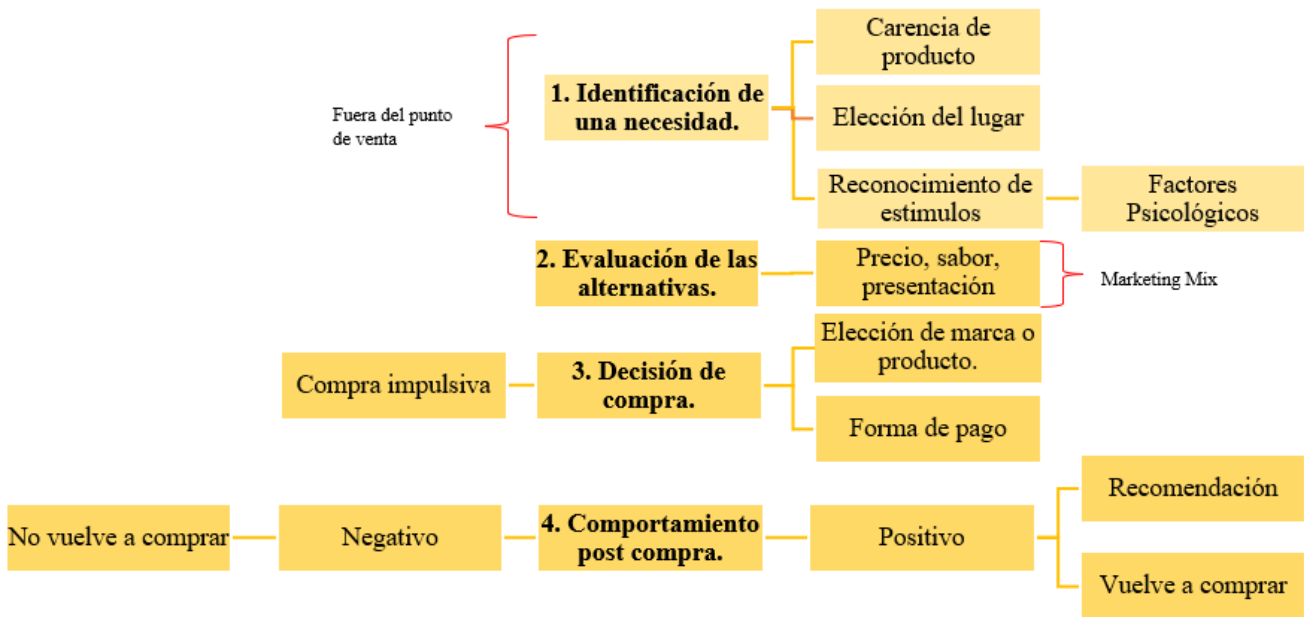 Fuera del punto
de venta
1. Identificación de
una necesidad.
Carencia de
producto
Elección del lugar
Reconocimiento de
estimulos
Factores
Psicológicos
2. Evaluación de las
alternativas.
Precio, sabor,
presentación
Marketing Mix
Compra impulsiva
3. Decisión de
compra.
Elección de marca o
producto.
Forma de pago
No vuelve a comprar
Negativo
4. Comportamiento
post compra.
Positivo
Recomendación
Vuelve a comprar